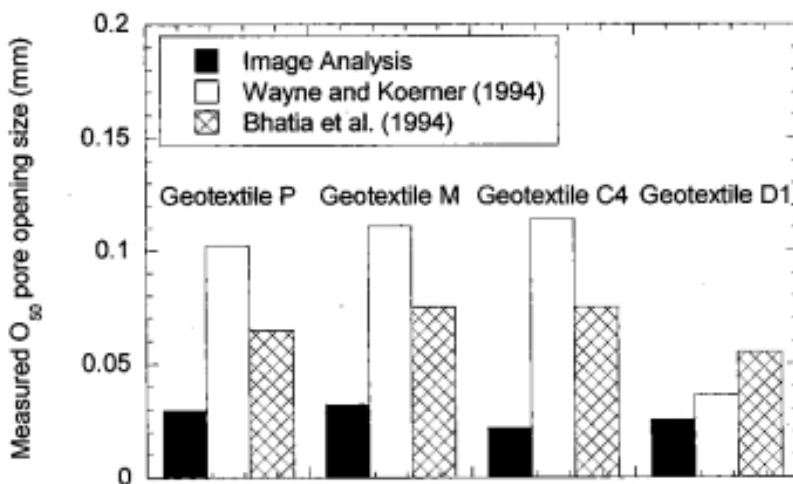 0.2
Image Analysis
Wayne and Koerner (1994)
Bhatia et al. (1994)
0.15
Geotextile P Geotextile M Geotextile C4 Geotextile D1
0.1
0.05
0
Measured O50 pore opening size (mm)